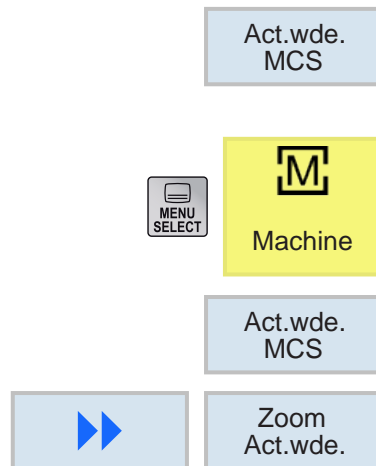 Act.wde.
MCS
M
MENU
SELECT
Machine
Act.wde.
MCS
Zoom
Act.wde.